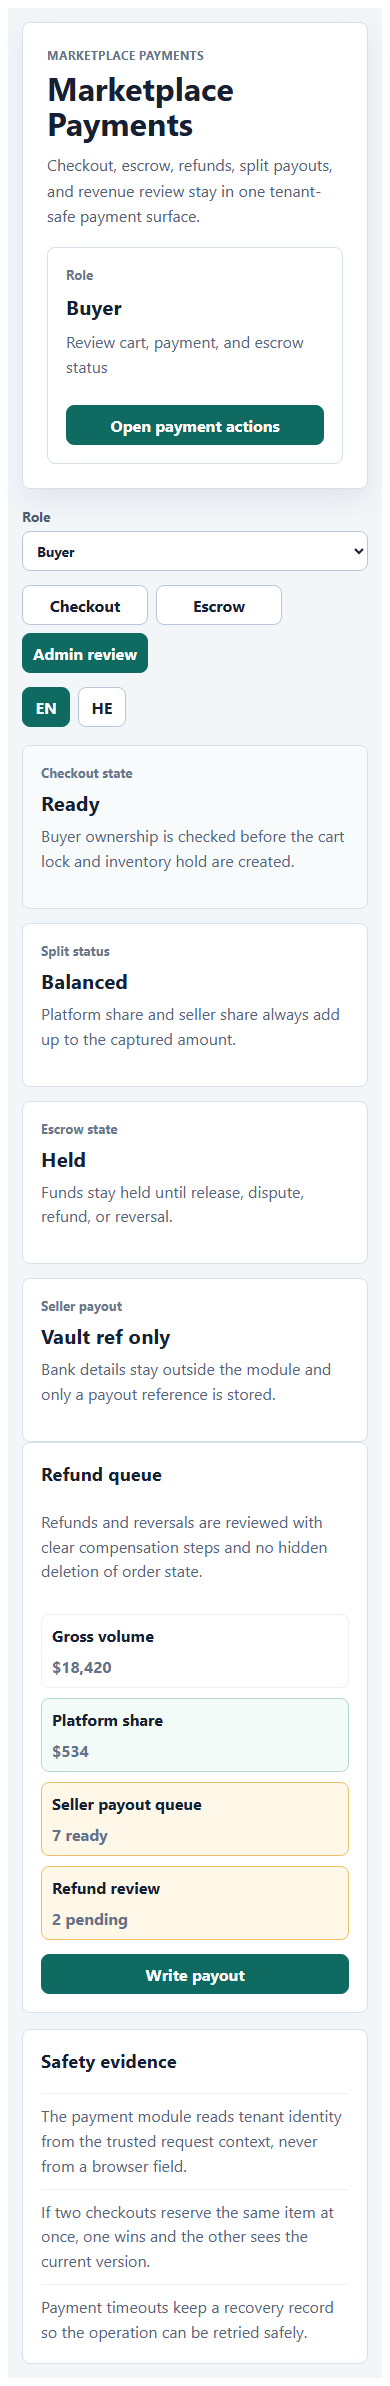 MARKETPLACE PAYMENTS
Marketplace
Payments
Checkout, escrow, refunds, split payouts,
and revenue review stay in one tenant-
safe payment surface.
Role
Buyer
Review cart, payment, and escrow
status
Open payment actions
Role
Buyer
Checkout
Escrow
Admin review
EN
HE
Checkout state
Ready
Buyer ownership is checked before the cart
lock and inventory hold are created.
Split status
Balanced
Platform share and seller share always add
up to the captured amount.
Escrow state
Held
Funds stay held until release, dispute,
refund, or reversal.
Seller payout
Vault ref only
Bank details stay outside the module and
only a payout reference is stored.
Refund queue
Refunds and reversals are reviewed with
clear compensation steps and no hidden
deletion of order state.
Gross volume
$18,420
Platform share
$534
Seller payout queue
7 ready
Refund review
2 pending
Write payout
Safety evidence
The payment module reads tenant identity
from the trusted request context, never
from a browser field.
If two checkouts reserve the same item at
once, one wins and the other sees the
current version.
Payment timeouts keep a recovery record
so the operation can be retried safely.